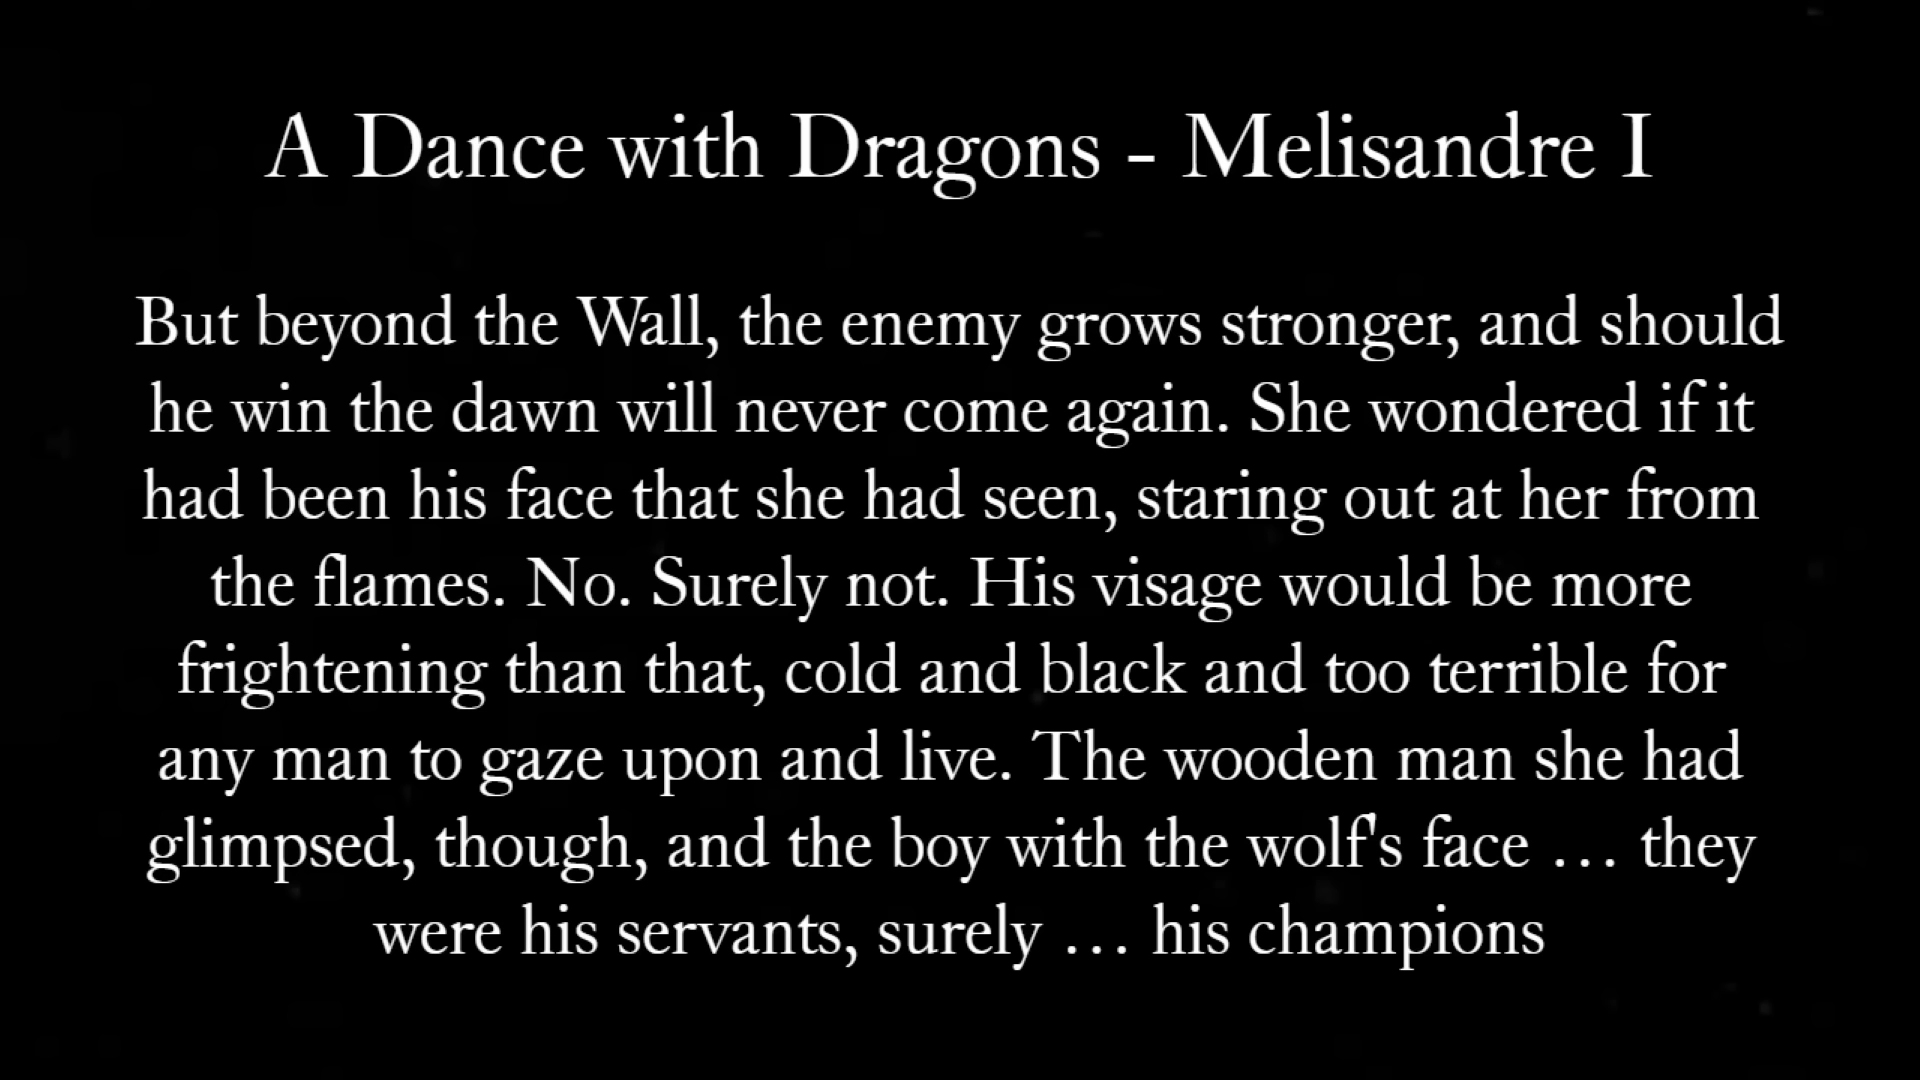 A Dance with Dragons - Melisandre I
But beyond the Wall, the enemy grows stronger, and should
he win the dawn will never come again. She wondered if it
had been his face that she had seen, staring out at her from
the flames. No. Surely not. His visage would be more
frightening than that, cold and black and too terrible for
any man to gaze upon and live. The wooden man she had
glimpsed, though, and the boy with the wolf's face … they
were his servants, surely … his champions